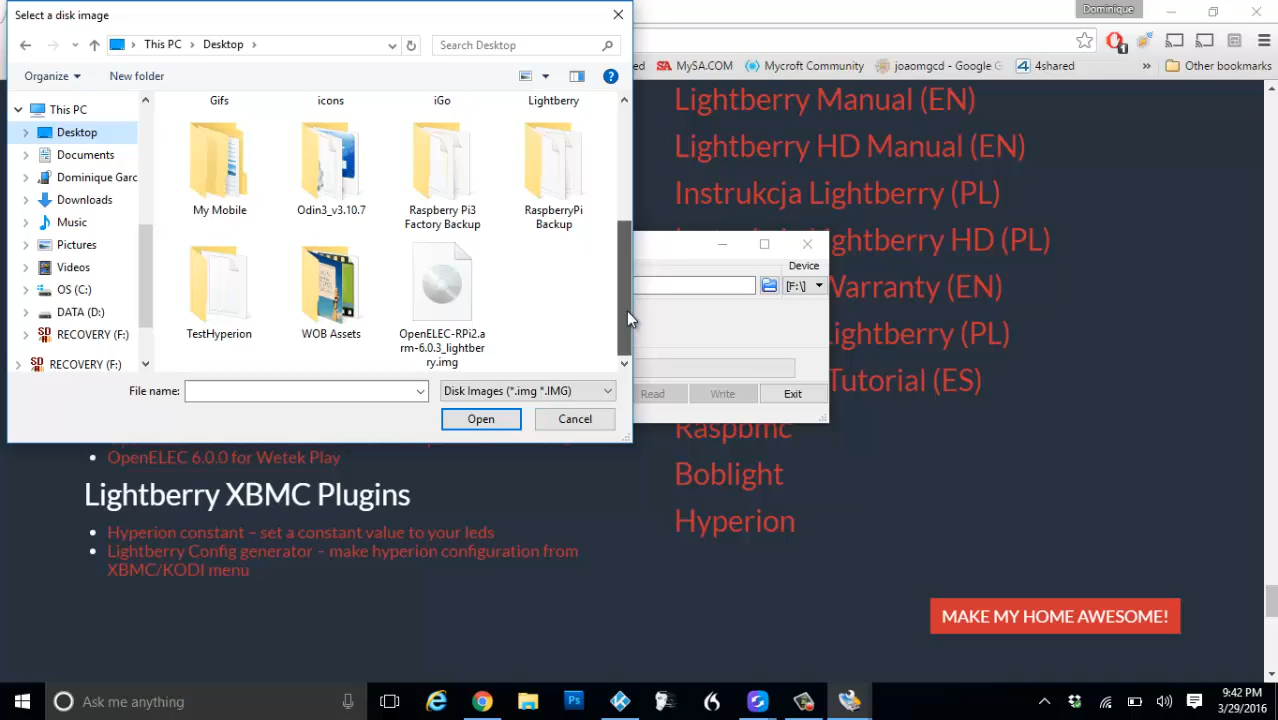 Select a disk image
Dominique
This PC
Desktop
Search Desktop
MySA.COM
Mycroft Community
joaomgcd - Google G
4shared
»
Other bookmarks
Organize
New folder
This PC
Desktop
Documents
Dominique Garc
Downloads
Music
Pictures
Videos
OS (C:)
DATA (D:)
RECOVERY (F:)
RECOVERY (F:)
Gifs
icons
iGo
Lightberry
My Mobile
Odin3_v3.10.7
Raspberry Pi3
Factory Backup
RaspberryPi
Backup
TestHyperion
WOB Assets
OpenELEC-RPi2.a
rm-6.0.3_lightber
ry.img
File name:
Disk Images (*.img *.IMG)
Open
Cancel
Device
[F:\]
Read
Write
Exit
Lightberry Manual (EN)
Lightberry HD Manual (EN)
Instrukcja Lightberry (PL)
ghtberry HD (PL)
Warranty (EN)
ightberry (PL)
Tutorial (ES)
Raspbmc
Boblight
Hyperion
OpenELEC 6.0.0 for Wetek Play
Lightberry XBMC Plugins
Hyperion constant – set a constant value to your leds
Lightberry Config generator – make hyperion configuration from
XBMC/KODI menu
MAKE MY HOME AWESOME!
Ask me anything
9:42 PM
3/29/2016